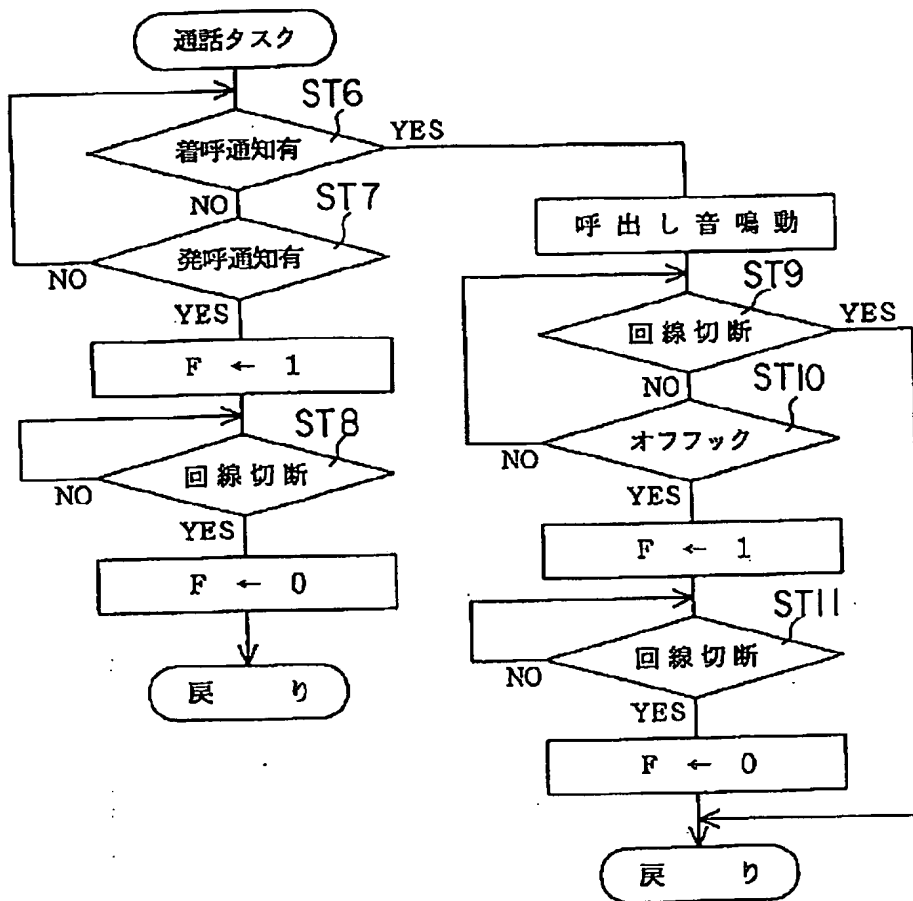 通話タスク
ST6
着呼通知有
YES
NO
ST7
発呼通知有
NO
YES
F ← 1
ST8
回線切断
NO
YES
F ← 0
戻 り
呼出し音鳴動
ST9
回線切断
YES
NO
ST10
オフフック
NO
YES
F ← 1
ST11
回線切断
NO
YES
F ← 0
戻 り